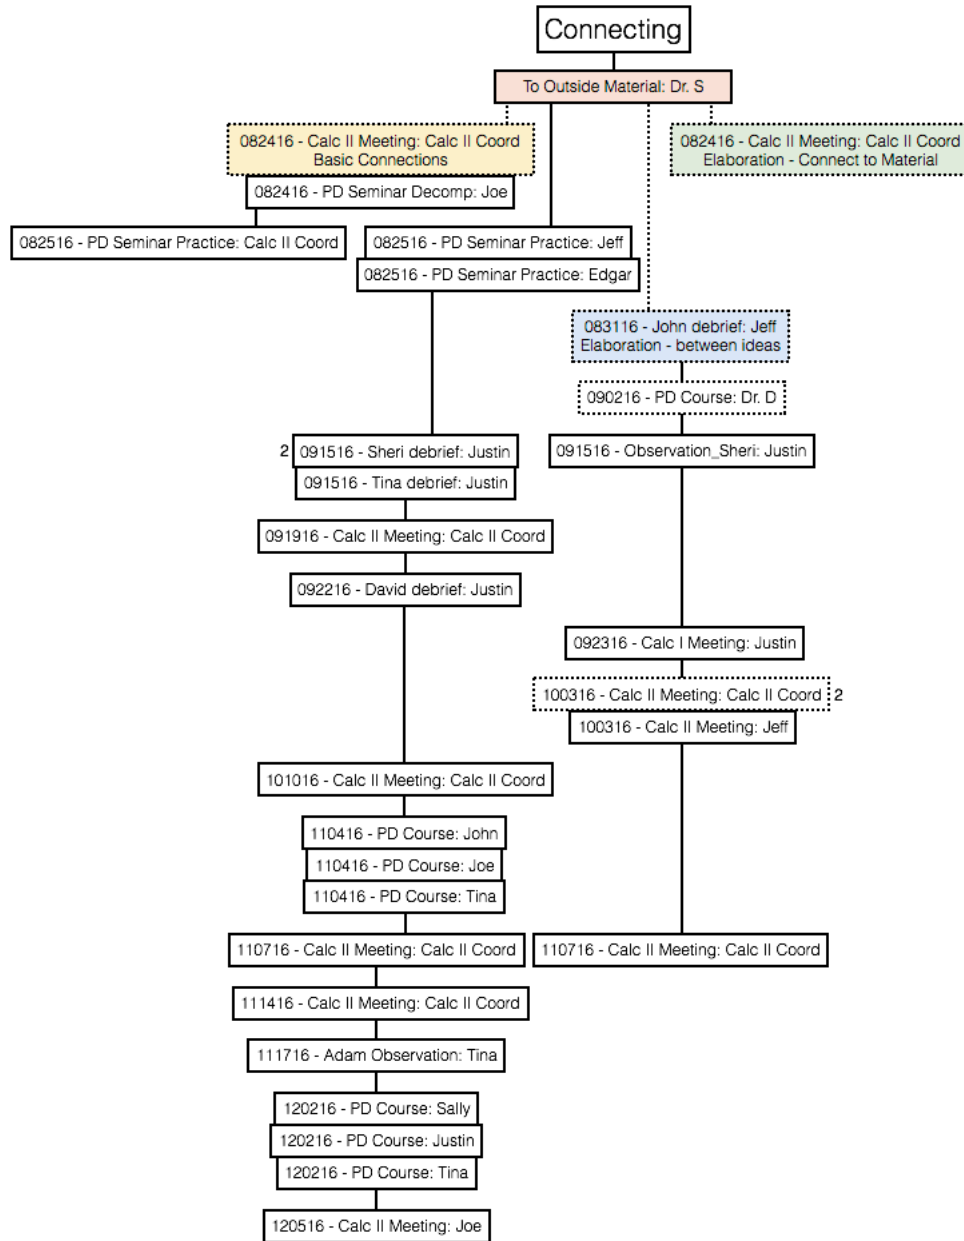 Connecting
To Outside Material: Dr. S
082416 - Calc II Meeting: Calc II Coord
Basic Connections
082416 - Calc II Meeting: Calc II Coord
Elaboration - Connect to Material
082416 - PD Seminar Decomp: Joe
082516 - PD Seminar Practice: Calc II Coord
082516 - PD Seminar Practice: Jeff
082516 - PD Seminar Practice: Edgar
083116 - John debrief: Jeff
Elaboration - between ideas
090216 - PD Course: Dr. D
2 091516 - Sheri debrief: Justin
091516 - Observation_Sheri: Justin
091516 - Tina debrief: Justin
091916 - Calc II Meeting: Calc II Coord
092216 - David debrief: Justin
092316 - Calc I Meeting: Justin
100316 - Calc II Meeting: Calc II Coord 2
100316 - Calc II Meeting: Jeff
101016 - Calc II Meeting: Calc II Coord
110416 - PD Course: John
110416 - PD Course: Joe
110416 - PD Course: Tina
110716 - Calc II Meeting: Calc II Coord
110716 - Calc II Meeting: Calc II Coord
111416 - Calc II Meeting: Calc II Coord
111716 - Adam Observation: Tina
120216 - PD Course: Sally
120216 - PD Course: Justin
120216 - PD Course: Tina
120516 - Calc II Meeting: Joe